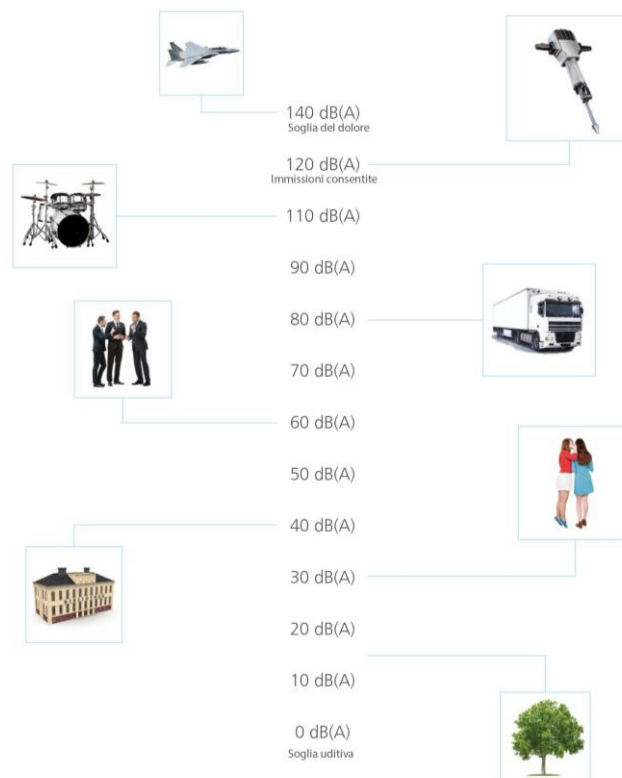 140 dB(A)
Soglia del dolore
120 dB(A)
Immissioni consentite
110 dB(A)
90 dB(A)
80 dB(A)
70 dB(A)
60 dB(A)
50 dB(A)
40 dB(A)
30 dB(A)
20 dB(A)
10 dB(A)
0 dB(A)
Soglia uditiva